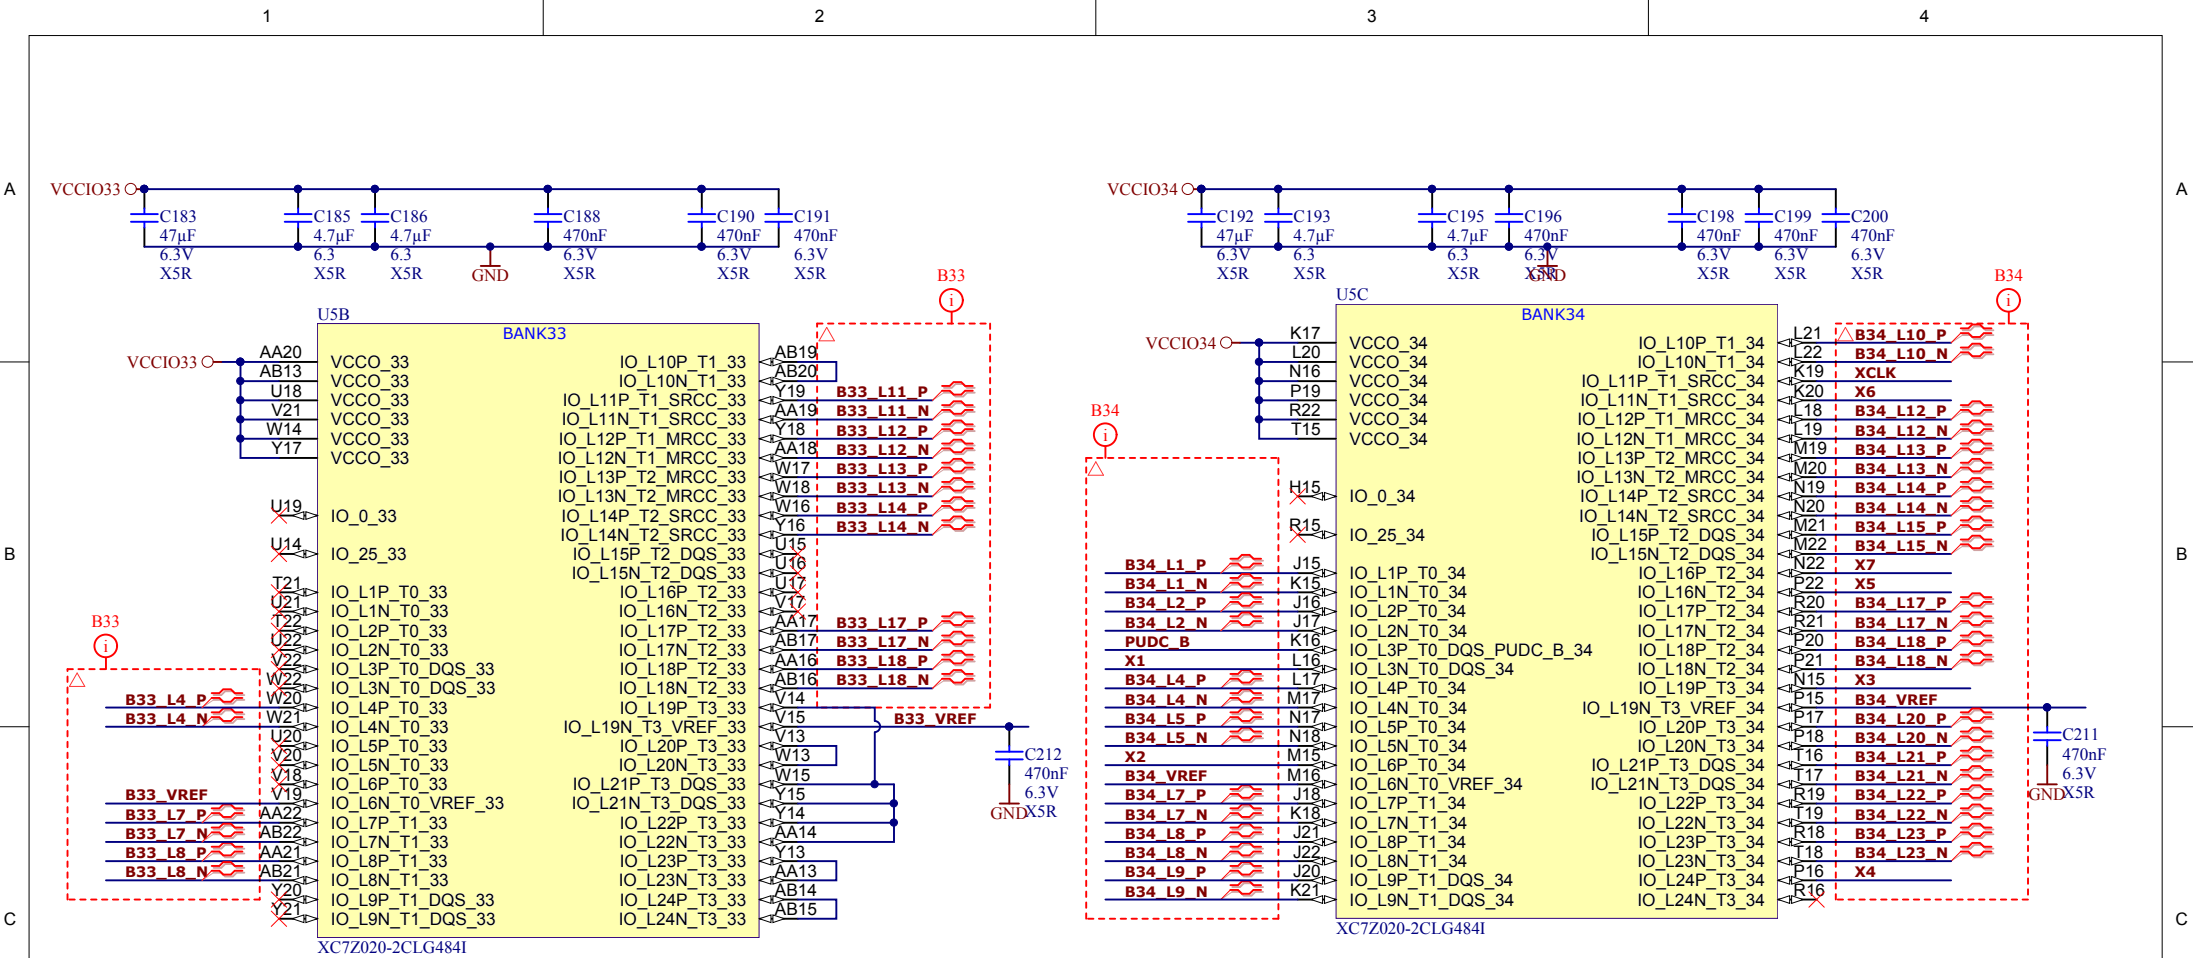 1 2 3 4
A A
B B
C C
VCCIO33
C183 47µF 6.3V X5R
C185 4.7µF 6.3 X5R
C186 4.7µF 6.3 X5R
C188 470nF 6.3V X5R
C190 470nF 6.3V X5R
C191 470nF 6.3V X5R
GND
U5B
BANK33
VCCIO33
AA20 VCCO_33
AB13 VCCO_33
U18 VCCO_33
V21 VCCO_33
W14 VCCO_33
Y17 VCCO_33
U19 IO_0_33
U14 IO_25_33
T21 IO_L1P_T0_33
U21 IO_L1N_T0_33
T22 IO_L2P_T0_33
U22 IO_L2N_T0_33
V22 IO_L3P_T0_DQS_33
W22 IO_L3N_T0_DQS_33
B33
B33_L4_P W20 IO_L4P_T0_33
B33_L4_N W21 IO_L4N_T0_33
U20 IO_L5P_T0_33
V20 IO_L5N_T0_33
V18 IO_L6P_T0_33
B33_VREF V19 IO_L6N_T0_VREF_33
B33_L7_P AA22 IO_L7P_T1_33
B33_L7_N AB22 IO_L7N_T1_33
B33_L8_P AA21 IO_L8P_T1_33
B33_L8_N AB21 IO_L8N_T1_33
Y20 IO_L9P_T1_DQS_33
Y21 IO_L9N_T1_DQS_33
XC7Z020-2CLG484I
B33
IO_L10P_T1_33 AB19
IO_L10N_T1_33 AB20
IO_L11P_T1_SRCC_33 Y19 B33_L11_P
IO_L11N_T1_SRCC_33 AA19 B33_L11_N
IO_L12P_T1_MRCC_33 Y18 B33_L12_P
IO_L12N_T1_MRCC_33 AA18 B33_L12_N
IO_L13P_T2_MRCC_33 W17 B33_L13_P
IO_L13N_T2_MRCC_33 W18 B33_L13_N
IO_L14P_T2_SRCC_33 W16 B33_L14_P
IO_L14N_T2_SRCC_33 Y16 B33_L14_N
IO_L15P_T2_DQS_33 U15
IO_L15N_T2_DQS_33 U16
IO_L16P_T2_33 U17
IO_L16N_T2_33 V17
IO_L17P_T2_33 AA17 B33_L17_P
IO_L17N_T2_33 AB17 B33_L17_N
IO_L18P_T2_33 AA16 B33_L18_P
IO_L18N_T2_33 AB16 B33_L18_N
IO_L19P_T3_33 V14
IO_L19N_T3_VREF_33 V15 B33_VREF
IO_L20P_T3_33 V13
IO_L20N_T3_33 W13
IO_L21P_T3_DQS_33 W15
IO_L21N_T3_DQS_33 Y15
IO_L22P_T3_33 Y14
IO_L22N_T3_33 AA14
IO_L23P_T3_33 Y13
IO_L23N_T3_33 AA13
IO_L24P_T3_33 AB14
IO_L24N_T3_33 AB15
C212 470nF 6.3V X5R
GND
VCCIO34
C192 47µF 6.3V X5R
C193 4.7µF 6.3 X5R
C195 4.7µF 6.3 X5R
C196 470nF 6.3V X5R
C198 470nF 6.3V X5R
C199 470nF 6.3V X5R
C200 470nF 6.3V X5R
GND
U5C
BANK34
VCCIO34
K17 VCCO_34
L20 VCCO_34
N16 VCCO_34
P19 VCCO_34
R22 VCCO_34
T15 VCCO_34
H15 IO_0_34
R15 IO_25_34
B34
B34_L1_P J15 IO_L1P_T0_34
B34_L1_N K15 IO_L1N_T0_34
B34_L2_P J16 IO_L2P_T0_34
B34_L2_N J17 IO_L2N_T0_34
PUDC_B K16 IO_L3P_T0_DQS_PUDC_B_34
X1 L16 IO_L3N_T0_DQS_34
B34_L4_P L17 IO_L4P_T0_34
B34_L4_N M17 IO_L4N_T0_34
B34_L5_P N17 IO_L5P_T0_34
B34_L5_N N18 IO_L5N_T0_34
X2 M15 IO_L6P_T0_34
B34_VREF M16 IO_L6N_T0_VREF_34
B34_L7_P J18 IO_L7P_T1_34
B34_L7_N K18 IO_L7N_T1_34
B34_L8_P J21 IO_L8P_T1_34
B34_L8_N J22 IO_L8N_T1_34
B34_L9_P J20 IO_L9P_T1_DQS_34
B34_L9_N K21 IO_L9N_T1_DQS_34
XC7Z020-2CLG484I
B34
IO_L10P_T1_34 L21 B34_L10_P
IO_L10N_T1_34 L22 B34_L10_N
IO_L11P_T1_SRCC_34 K19 XCLK
IO_L11N_T1_SRCC_34 K20 X6
IO_L12P_T1_MRCC_34 L18 B34_L12_P
IO_L12N_T1_MRCC_34 L19 B34_L12_N
IO_L13P_T2_MRCC_34 M19 B34_L13_P
IO_L13N_T2_MRCC_34 M20 B34_L13_N
IO_L14P_T2_SRCC_34 N19 B34_L14_P
IO_L14N_T2_SRCC_34 N20 B34_L14_N
IO_L15P_T2_DQS_34 M21 B34_L15_P
IO_L15N_T2_DQS_34 M22 B34_L15_N
IO_L16P_T2_34 N22 X7
IO_L16N_T2_34 P22 X5
IO_L17P_T2_34 R20 B34_L17_P
IO_L17N_T2_34 R21 B34_L17_N
IO_L18P_T2_34 P20 B34_L18_P
IO_L18N_T2_34 P21 B34_L18_N
IO_L19P_T3_34 N15 X3
IO_L19N_T3_VREF_34 P15 B34_VREF
IO_L20P_T3_34 P17 B34_L20_P
IO_L20N_T3_34 P18 B34_L20_N
IO_L21P_T3_DQS_34 T16 B34_L21_P
IO_L21N_T3_DQS_34 T17 B34_L21_N
IO_L22P_T3_34 R19 B34_L22_P
IO_L22N_T3_34 T19 B34_L22_N
IO_L23P_T3_34 R18 B34_L23_P
IO_L23N_T3_34 T18 B34_L23_N
IO_L24P_T3_34 P16 X4
IO_L24N_T3_34 R16
C211 470nF 6.3V X5R
GND